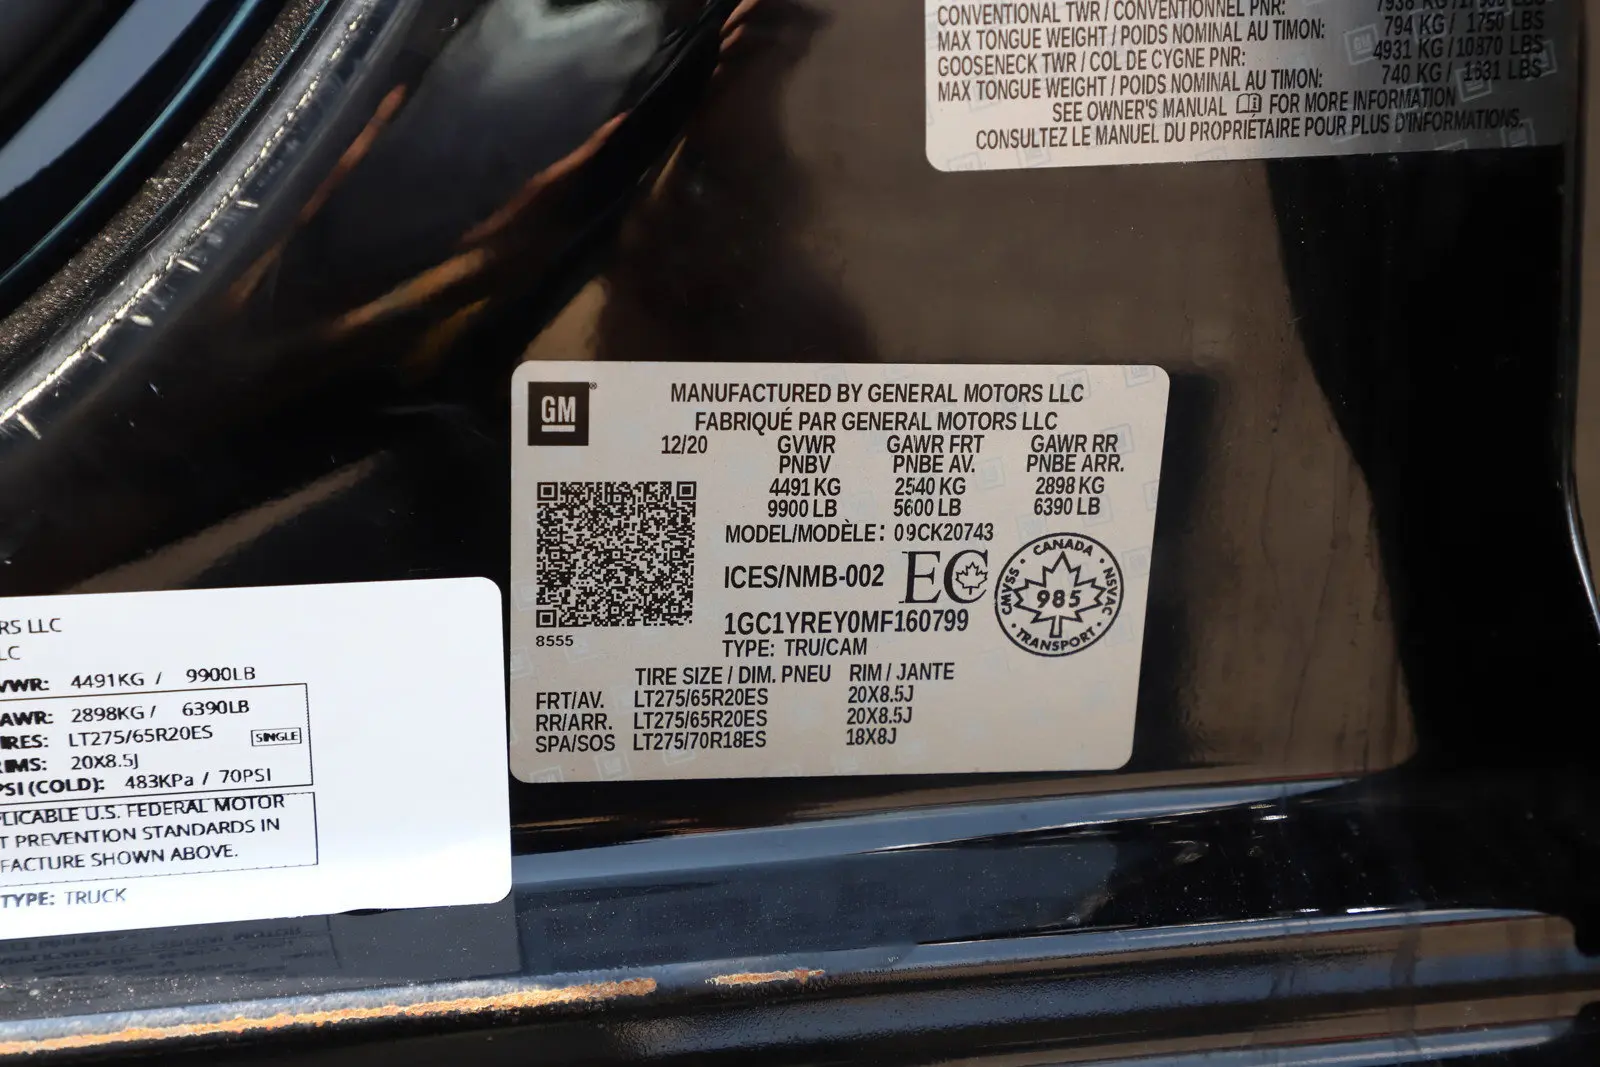 CONVENTIONAL TWR / CONVENTIONNEL PNR:
MAX TONGUE WEIGHT / POIDS NOMINAL AU TIMON: 794 KG / 1750 LBS
GOOSENECK TWR / COL DE CYGNE PNR: 4931 KG / 10870 LBS
MAX TONGUE WEIGHT / POIDS NOMINAL AU TIMON: 740 KG / 1631 LBS
SEE OWNER'S MANUAL FOR MORE INFORMATION
CONSULTEZ LE MANUEL DU PROPRIÉTAIRE POUR PLUS D'INFORMATIONS.
GM®
MANUFACTURED BY GENERAL MOTORS LLC
FABRIQUÉ PAR GENERAL MOTORS LLC
12/20 GVWR GAWR FRT GAWR RR
PNBV PNBE AV. PNBE ARR.
4491 KG 2540 KG 2898 KG
9900 LB 5600 LB 6390 LB
MODEL/MODÈLE: 09CK20743
ICES/NMB-002 EC
CANADA
CMVSS 985 NSVAC
TRANSPORT
1GC1YREY0MF160799
8555
TYPE: TRU/CAM
TIRE SIZE / DIM. PNEU RIM / JANTE
FRT/AV. LT275/65R20ES 20X8.5J
RR/ARR. LT275/65R20ES 20X8.5J
SPA/SOS LT275/70R18ES 18X8J
RS LLC
LC
VWR: 4491KG / 9900LB
AWR: 2898KG / 6390LB
IRES: LT275/65R20ES SINGLE
IMS: 20X8.5J
PSI (COLD): 483KPa / 70PSI
PLICABLE U.S. FEDERAL MOTOR
T PREVENTION STANDARDS IN
FACTURE SHOWN ABOVE.
TYPE: TRUCK